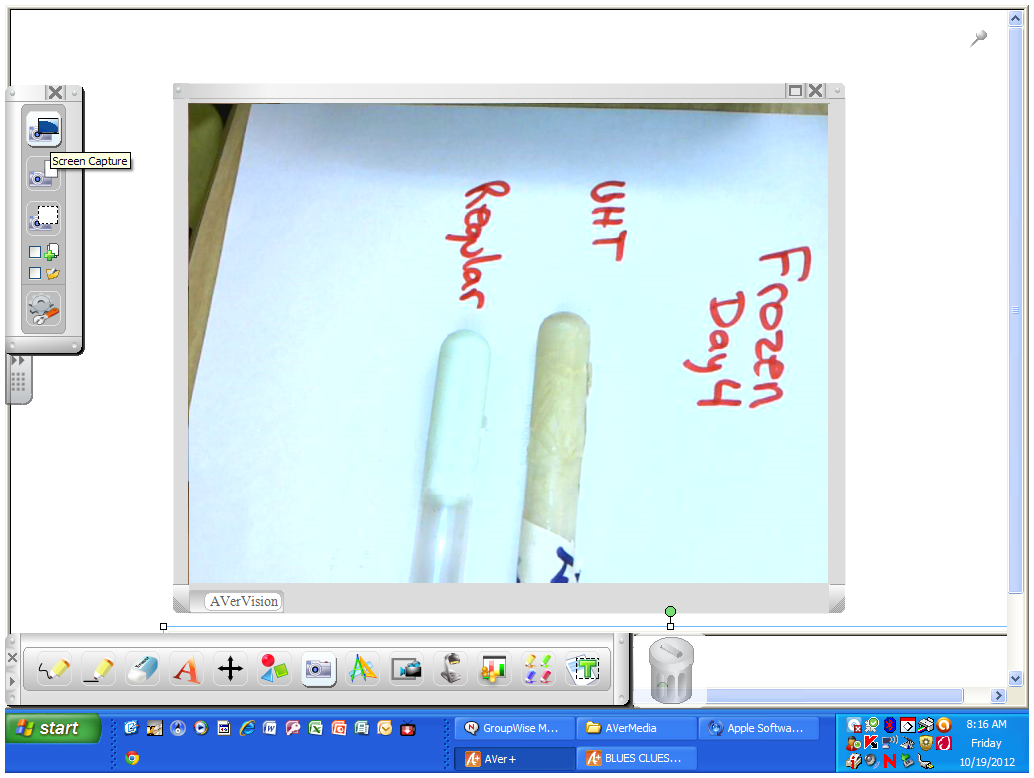 Screen Capture
Regular
UHT
Frozen
Day 4
AVerVision
start
GroupWise M...
AVerMedia
Apple Softwa...
AVer+
BLUES CLUES...
8:16 AM
Friday
10/19/2012